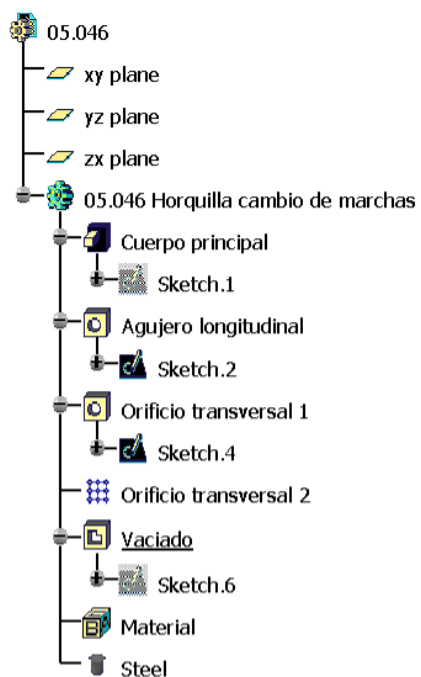 05.046
xy plane
yz plane
zx plane
05.046 Horquilla cambio de marchas
Cuerpo principal
Sketch.1
Agujero longitudinal
Sketch.2
Orificio transversal 1
Sketch.4
Orificio transversal 2
Vaciado
Sketch.6
Material
Steel